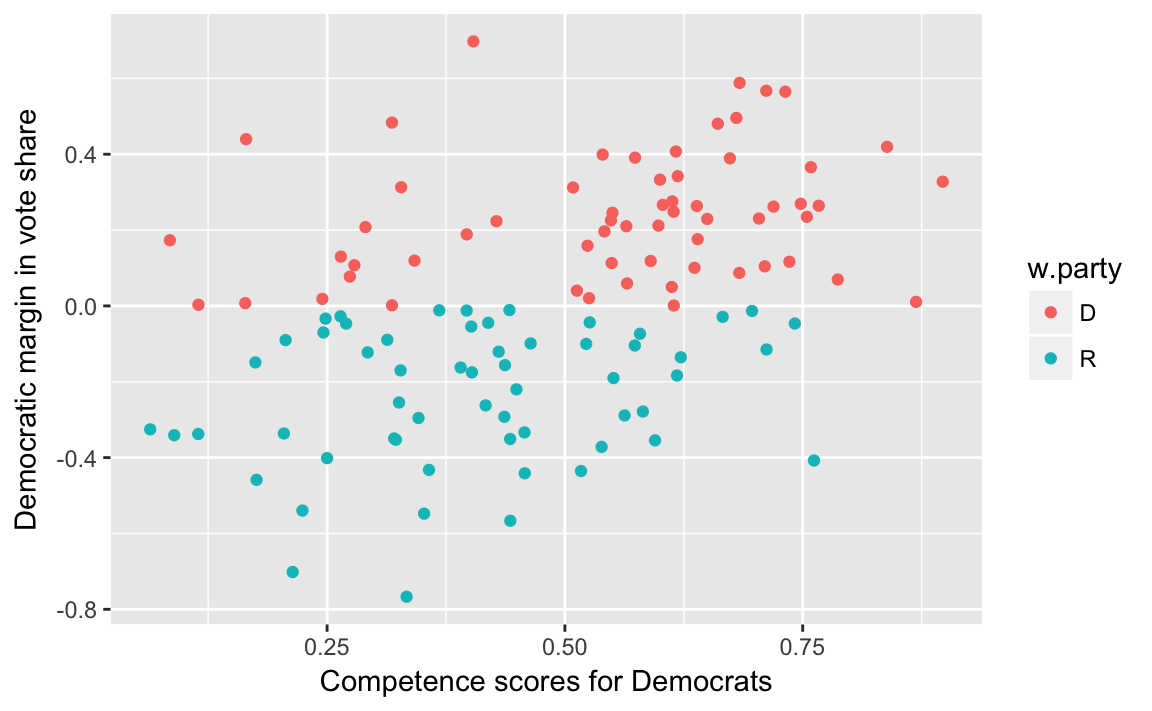 Democratic margin in vote share
0.4
0.0
-0.4
-0.8
0.25 0.50 0.75
Competence scores for Democrats
w.party
D
R